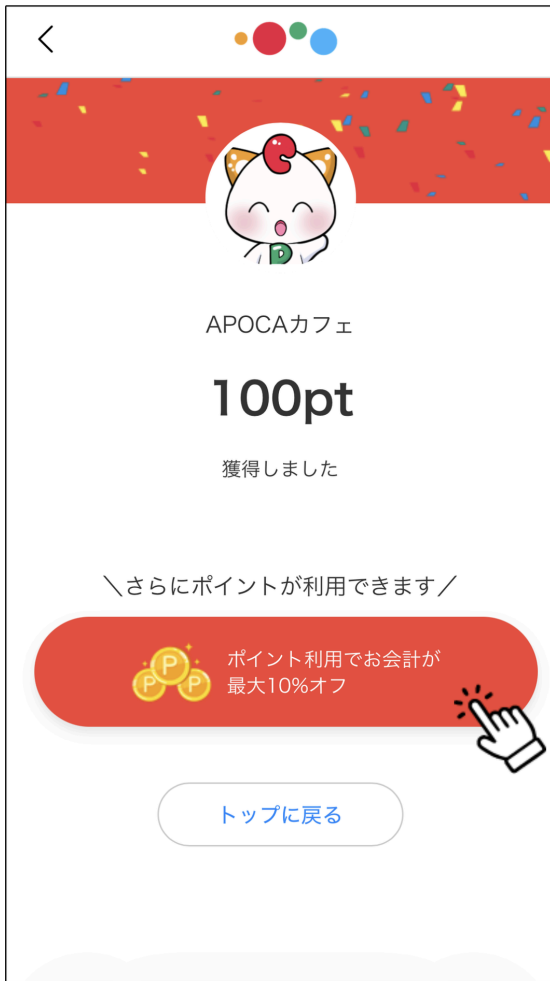 APOCAカフェ
100pt
獲得しました
＼さらにポイントが利用できます／
P
P
P
ポイント利用でお会計が
最大10%オフ
トップに戻る